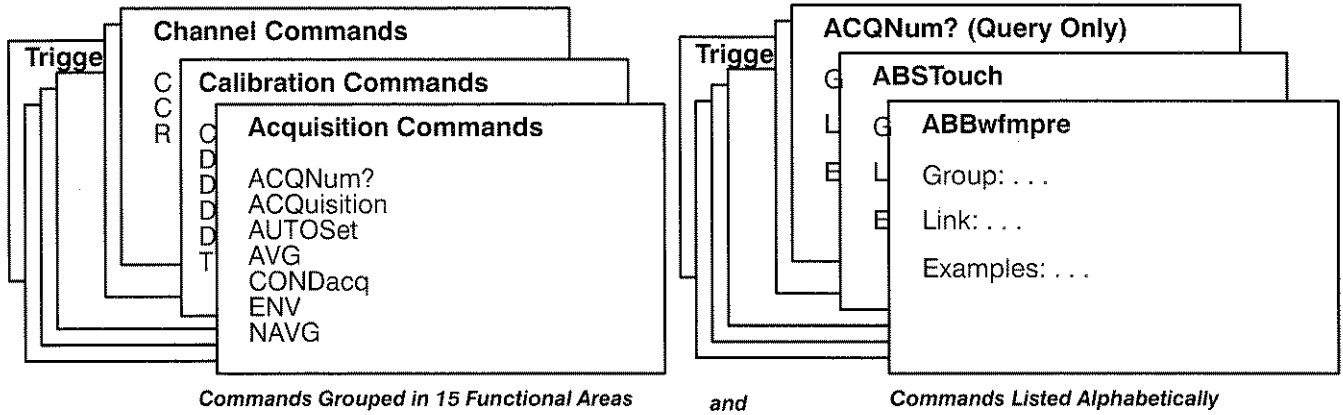 Trigge
Channel Commands
C
C
R
Calibration Commands
C
D
D
D
D
T
Acquisition Commands
ACQNum?
ACQuisition
AUTOSet
AVG
CONDacq
ENV
NAVG
Commands Grouped in 15 Functional Areas
and
Trigge
ACQNum? (Query Only)
G
L
E
ABSTouch
G
L
E
ABBwfmpre
Group: . . .
Link: . . .
Examples: . . .
Commands Listed Alphabetically